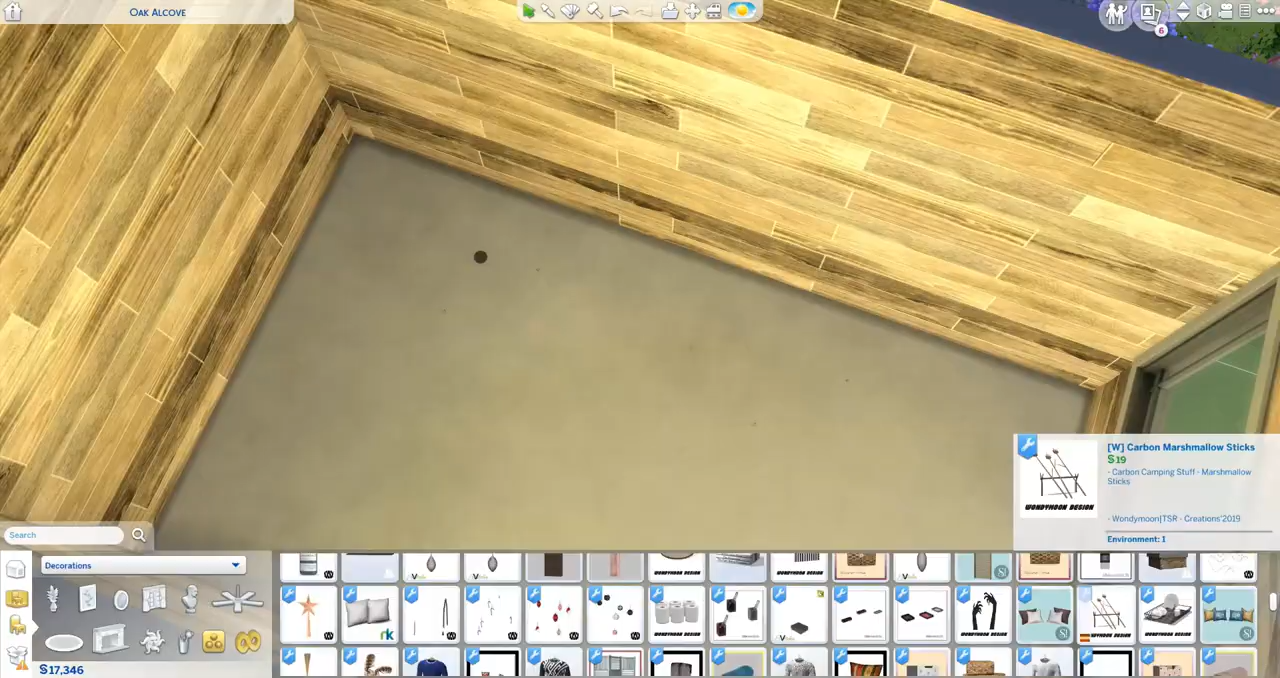 OAK ALCOVE
6
[W] Carbon Marshmallow Sticks
$19
- Carbon Camping Stuff - Marshmallow
Sticks
WONDYMOON DESIGN
- Wondymoon|TSR - Creations'2019
Environment: 1
Search
Decorations
$17,346